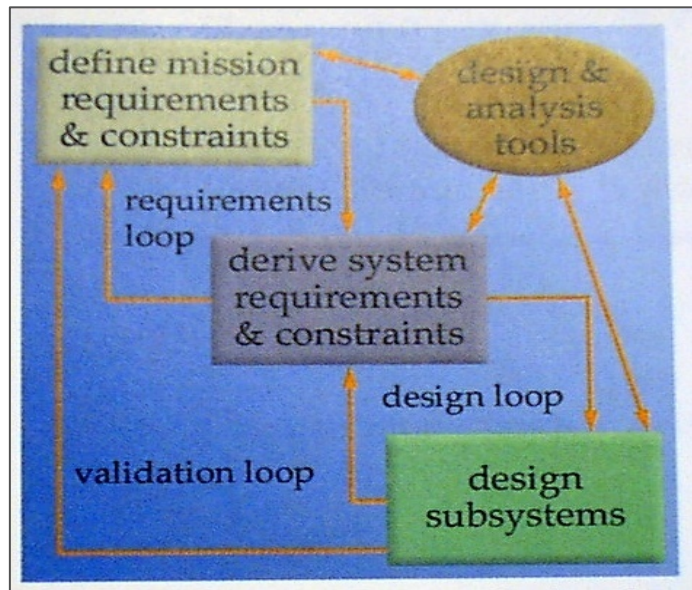 define mission
requirements
& constraints
design &
analysis
tools
requirements
loop
derive system
requirements
& constraints
design loop
validation loop
design
subsystems